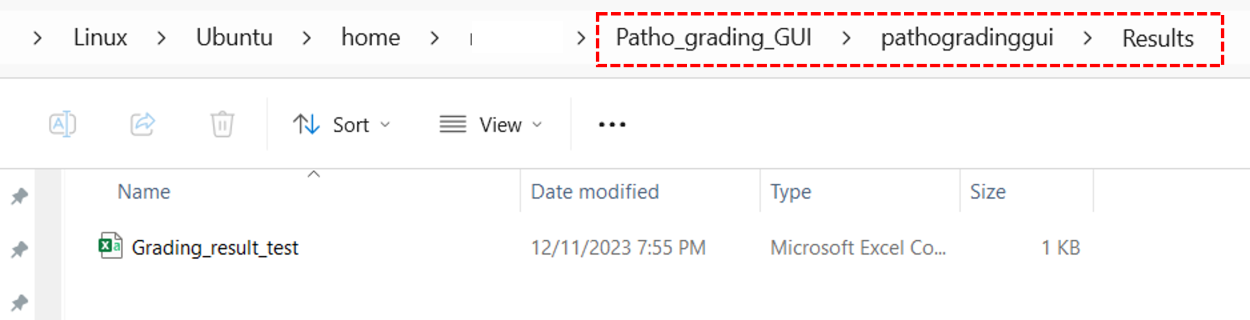 > Linux > Ubuntu > home > > Patho_grading_GUI > pathogradinggui > Results
Sort View ...
Name Date modified Type Size
Grading_result_test 12/11/2023 7:55 PM Microsoft Excel Co... 1 KB